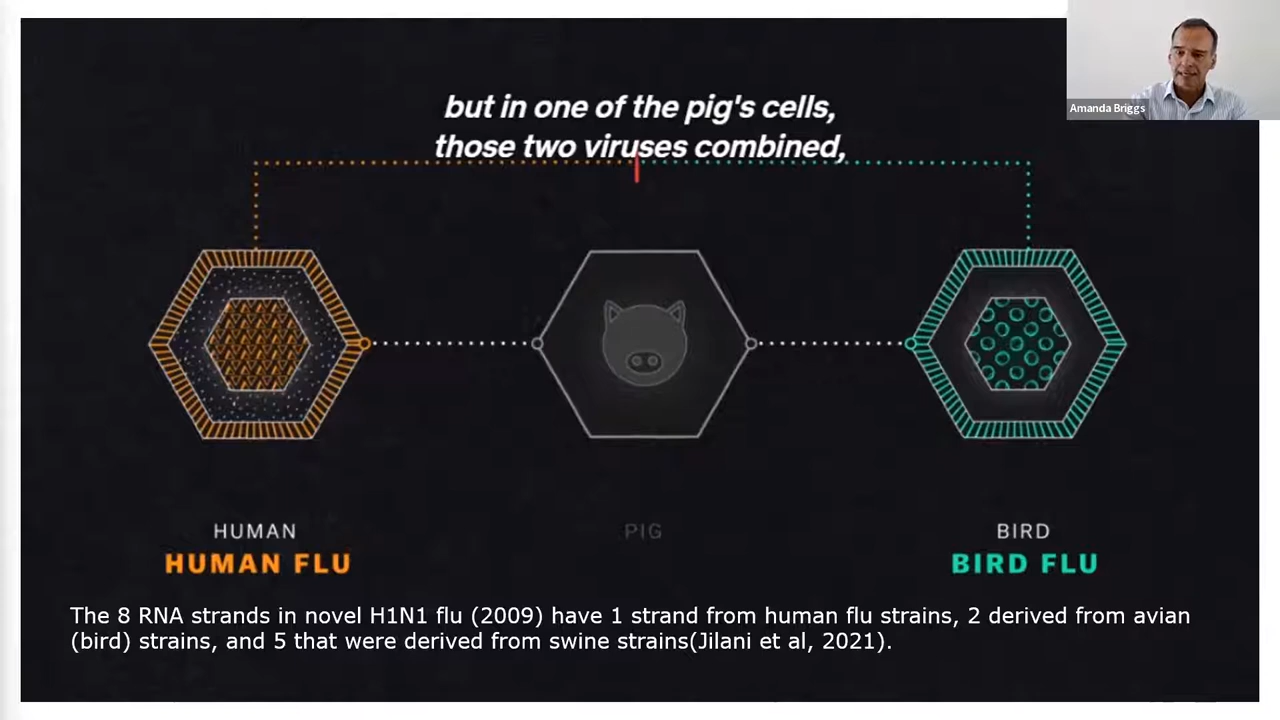 but in one of the pig's cells,
those two viruses combined,
Amanda Briggs
HUMAN
HUMAN FLU
PIG
BIRD
BIRD FLU
The 8 RNA strands in novel H1N1 flu (2009) have 1 strand from human flu strains, 2 derived from avian
(bird) strains, and 5 that were derived from swine strains(Jilani et al, 2021).